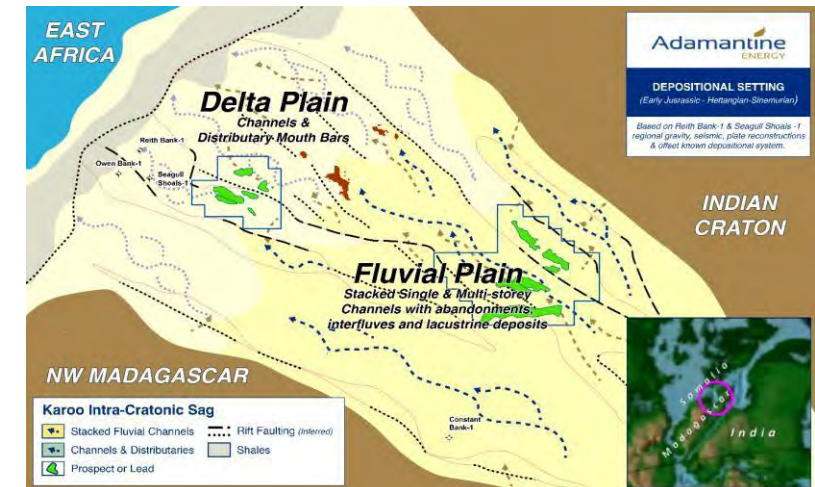 EAST
AFRICA
Adamantine
ENERGY
DEPOSITIONAL SETTING
(Early Jusrassic - Hettangian-Sinemurian)
Based on Reith Bank-1 & Seagull Shoals -1
regional gravity, seismic, plate reconstructions
& offset known depositional system.
Delta Plain
Channels &
Distributary Mouth Bars
Reith Bank-1
Owen Bank-1
Seagull
Shoals-1
INDIAN
CRATON
Fluvial Plain
Stacked Single & Multi-storey
Channels with abandonments,
interfluves and lacustrine deposits
NW MADAGASCAR
Constant
Bank-1
Karoo Intra-Cratonic Sag
Stacked Fluvial Channels
Rift Faulting (Inferred)
Channels & Distributaries
Shales
Prospect or Lead
Somalia
Madagascar
India